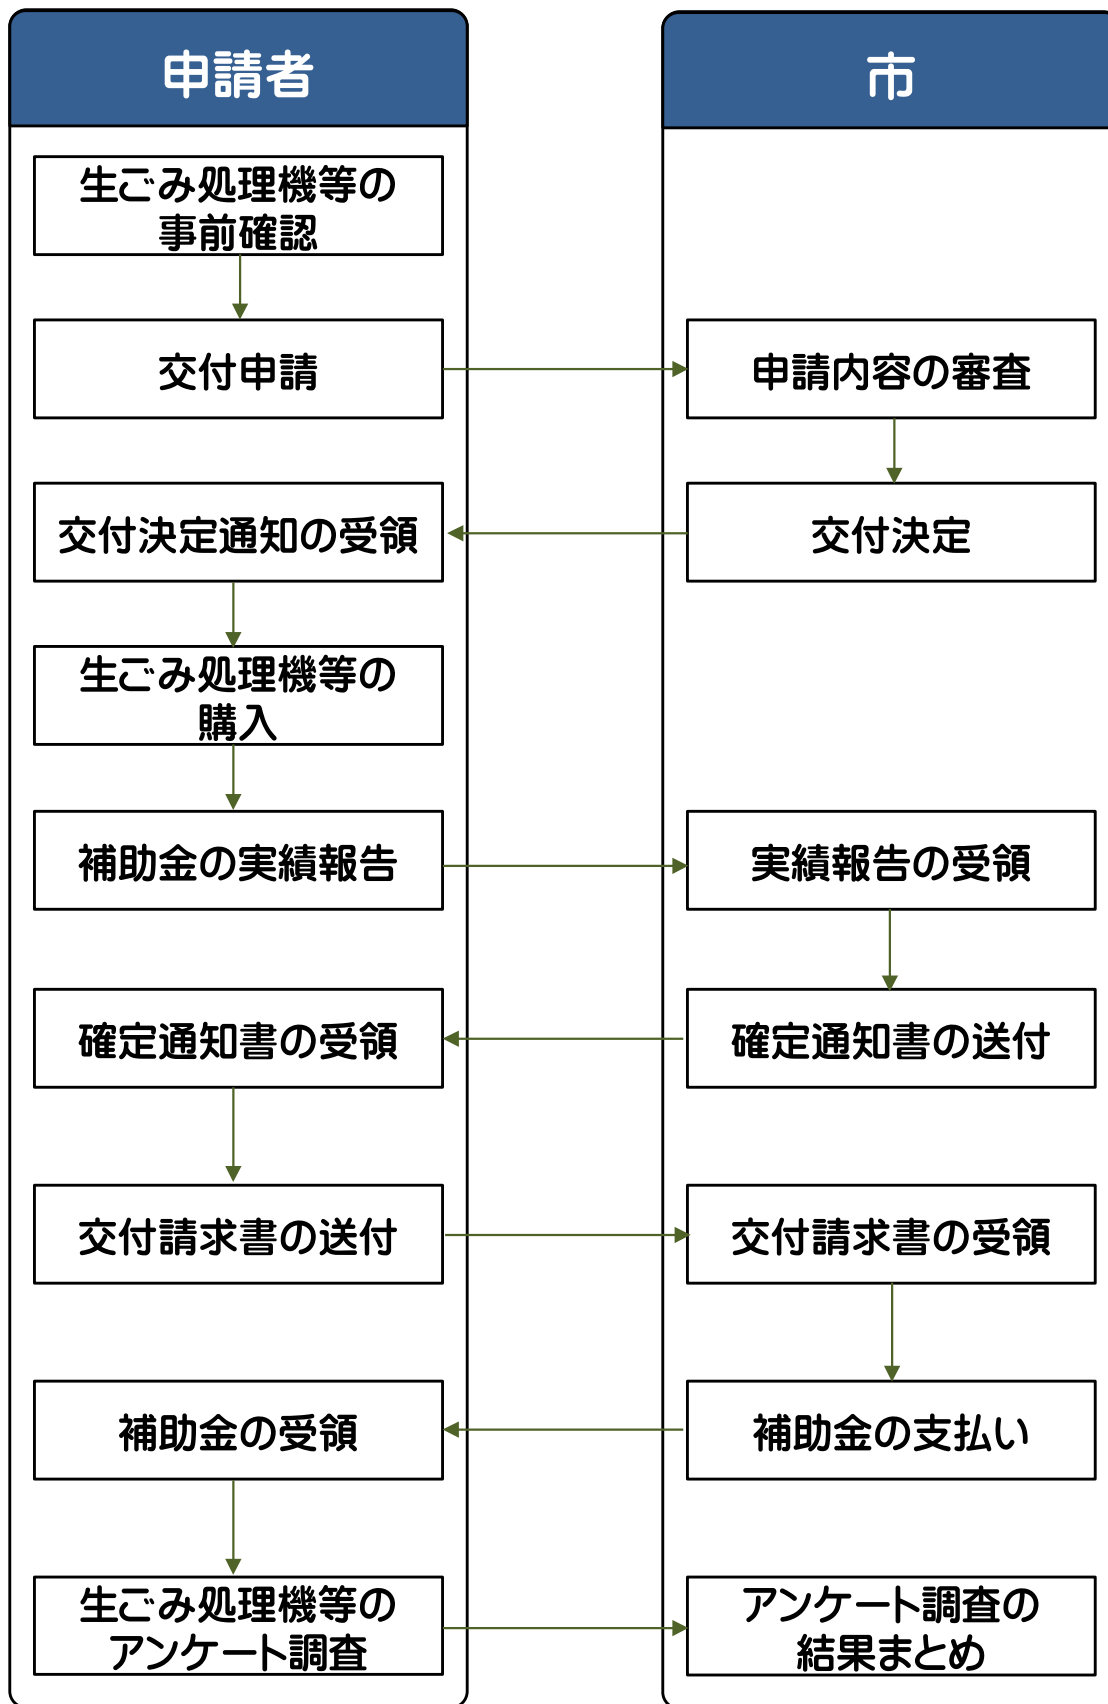 申請者
市
生ごみ処理機等の
事前確認
交付申請
申請内容の審査
交付決定通知の受領
交付決定
生ごみ処理機等の
購入
補助金の実績報告
実績報告の受領
確定通知書の受領
確定通知書の送付
交付請求書の送付
交付請求書の受領
補助金の受領
補助金の支払い
生ごみ処理機等の
アンケート調査
アンケート調査の
結果まとめ